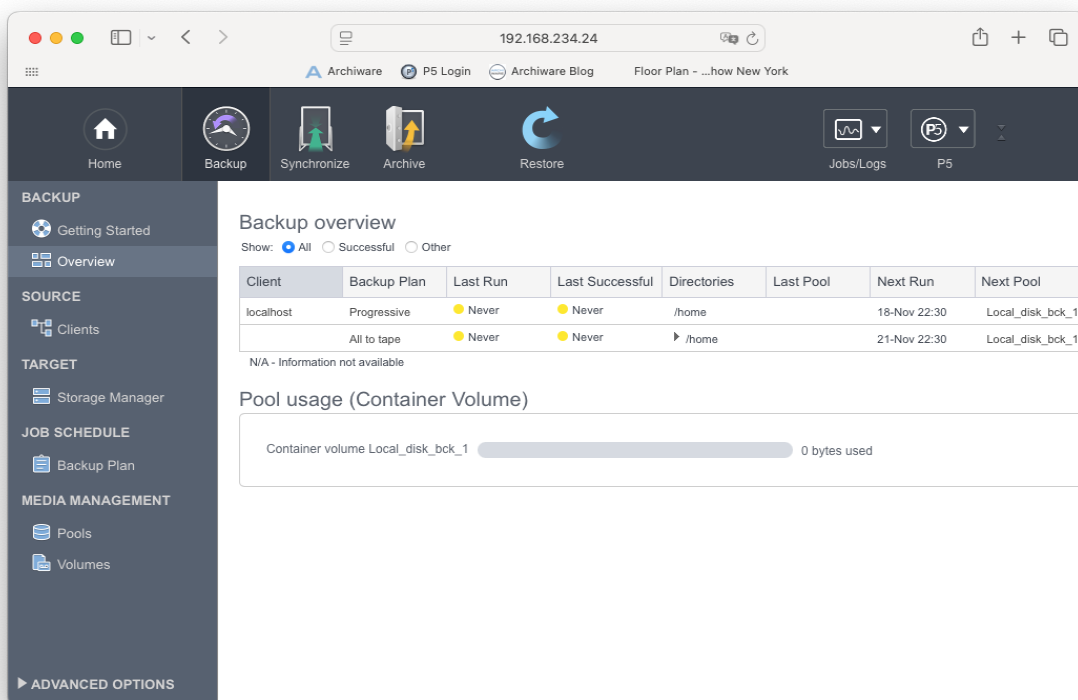 192.168.234.24
Archiware P5 Login Archiware Blog Floor Plan - ...how New York
Home Backup Synchronize Archive Restore Jobs/Logs P5
P5
BACKUP
Getting Started
Overview
SOURCE
Clients
TARGET
Storage Manager
JOB SCHEDULE
Backup Plan
MEDIA MANAGEMENT
Pools
Volumes
ADVANCED OPTIONS
Backup overview
Show: All Successful Other
Client Backup Plan Last Run Last Successful Directories Last Pool Next Run Next Pool
localhost Progressive Never Never /home 18-Nov 22:30 Local_disk_bck_1
All to tape Never Never /home 21-Nov 22:30 Local_disk_bck_1
N/A - Information not available
Pool usage (Container Volume)
Container volume Local_disk_bck_1 0 bytes used